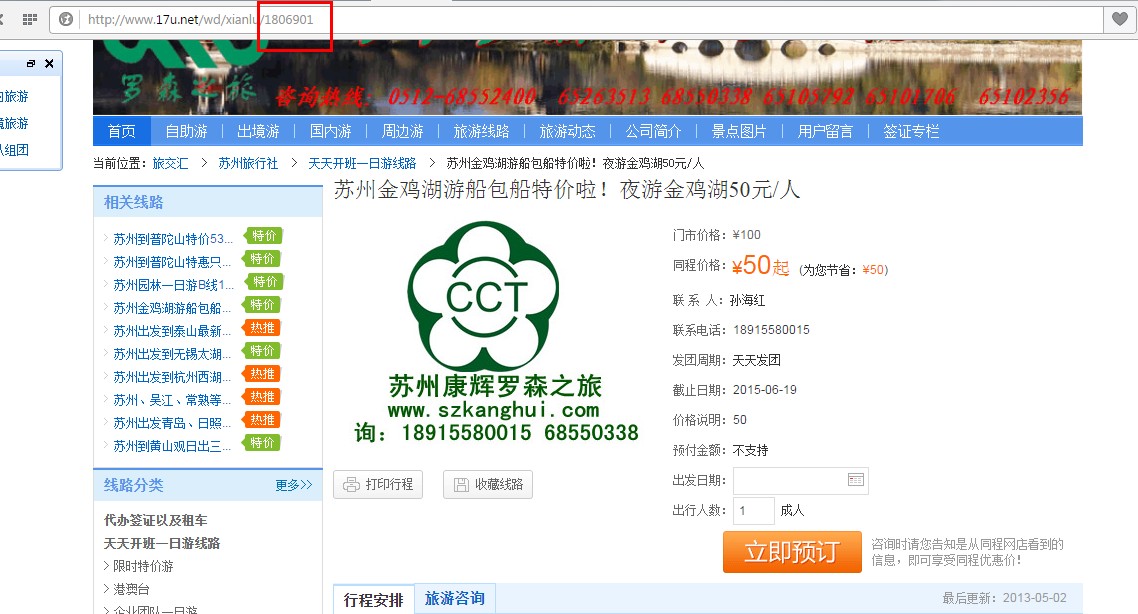 http://www.17u.net/wd/xianlu/1806901
旅游
旅游
组团
罗森之旅
咨询热线: 0512-68552400 65263513 68550338 65105792 65101706 65102356
首页 自助游 出境游 国内游 周边游 旅游线路 旅游动态 公司简介 景点图片 用户留言 签证专栏
当前位置: 旅交汇 > 苏州旅行社 > 天天开班一日游线路 > 苏州金鸡湖游船包船特价啦！夜游金鸡湖50元/人
相关线路
苏州到普陀山特价53... 特价
苏州到普陀山特惠只... 特价
苏州园林一日游B线1... 特价
苏州金鸡湖游船包船... 特价
苏州出发到泰山最新... 热推
苏州出发到无锡太湖... 特价
苏州出发到杭州西湖... 热推
苏州、吴江、常熟等... 热推
苏州出发青岛、日照... 热推
苏州到黄山观日出三... 特价
线路分类 更多>>
代办签证以及租车
天天开班一日游线路
> 限时特价游
> 港澳台
> 企业团队一日游
苏州金鸡湖游船包船特价啦！夜游金鸡湖50元/人
CCT
苏州康辉罗森之旅
www.szkanghui.com
询: 18915580015 68550338
打印行程 收藏线路
门市价格: ¥100
同程价格: ¥50起 (为您节省: ¥50)
联 系 人: 孙海红
联系电话: 18915580015
发团周期: 天天发团
截止日期: 2015-06-19
价格说明: 50
预付金额: 不支持
出发日期:
出行人数: 1 成人
立即预订
咨询时请您告知是从同程网店看到的
信息，即可享受同程优惠价！
行程安排 旅游咨询 最后更新: 2013-05-02